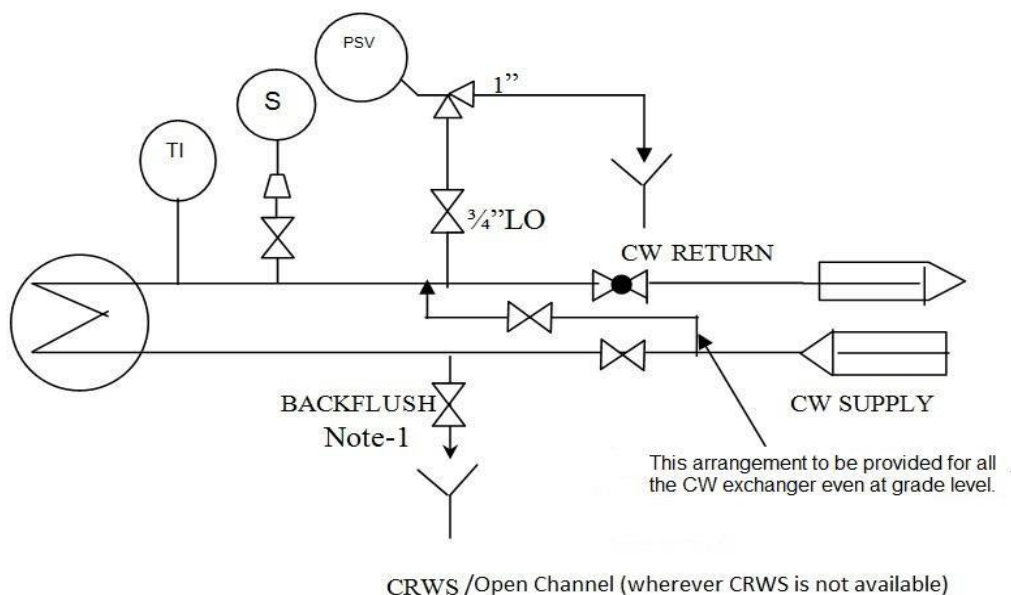 PSV
1”
S
TI
¾”LO
CW RETURN
BACKFLUSH
Note-1
CW SUPPLY
This arrangement to be provided for all
the CW exchanger even at grade level.
CRWS /Open Channel (wherever CRWS is not available)